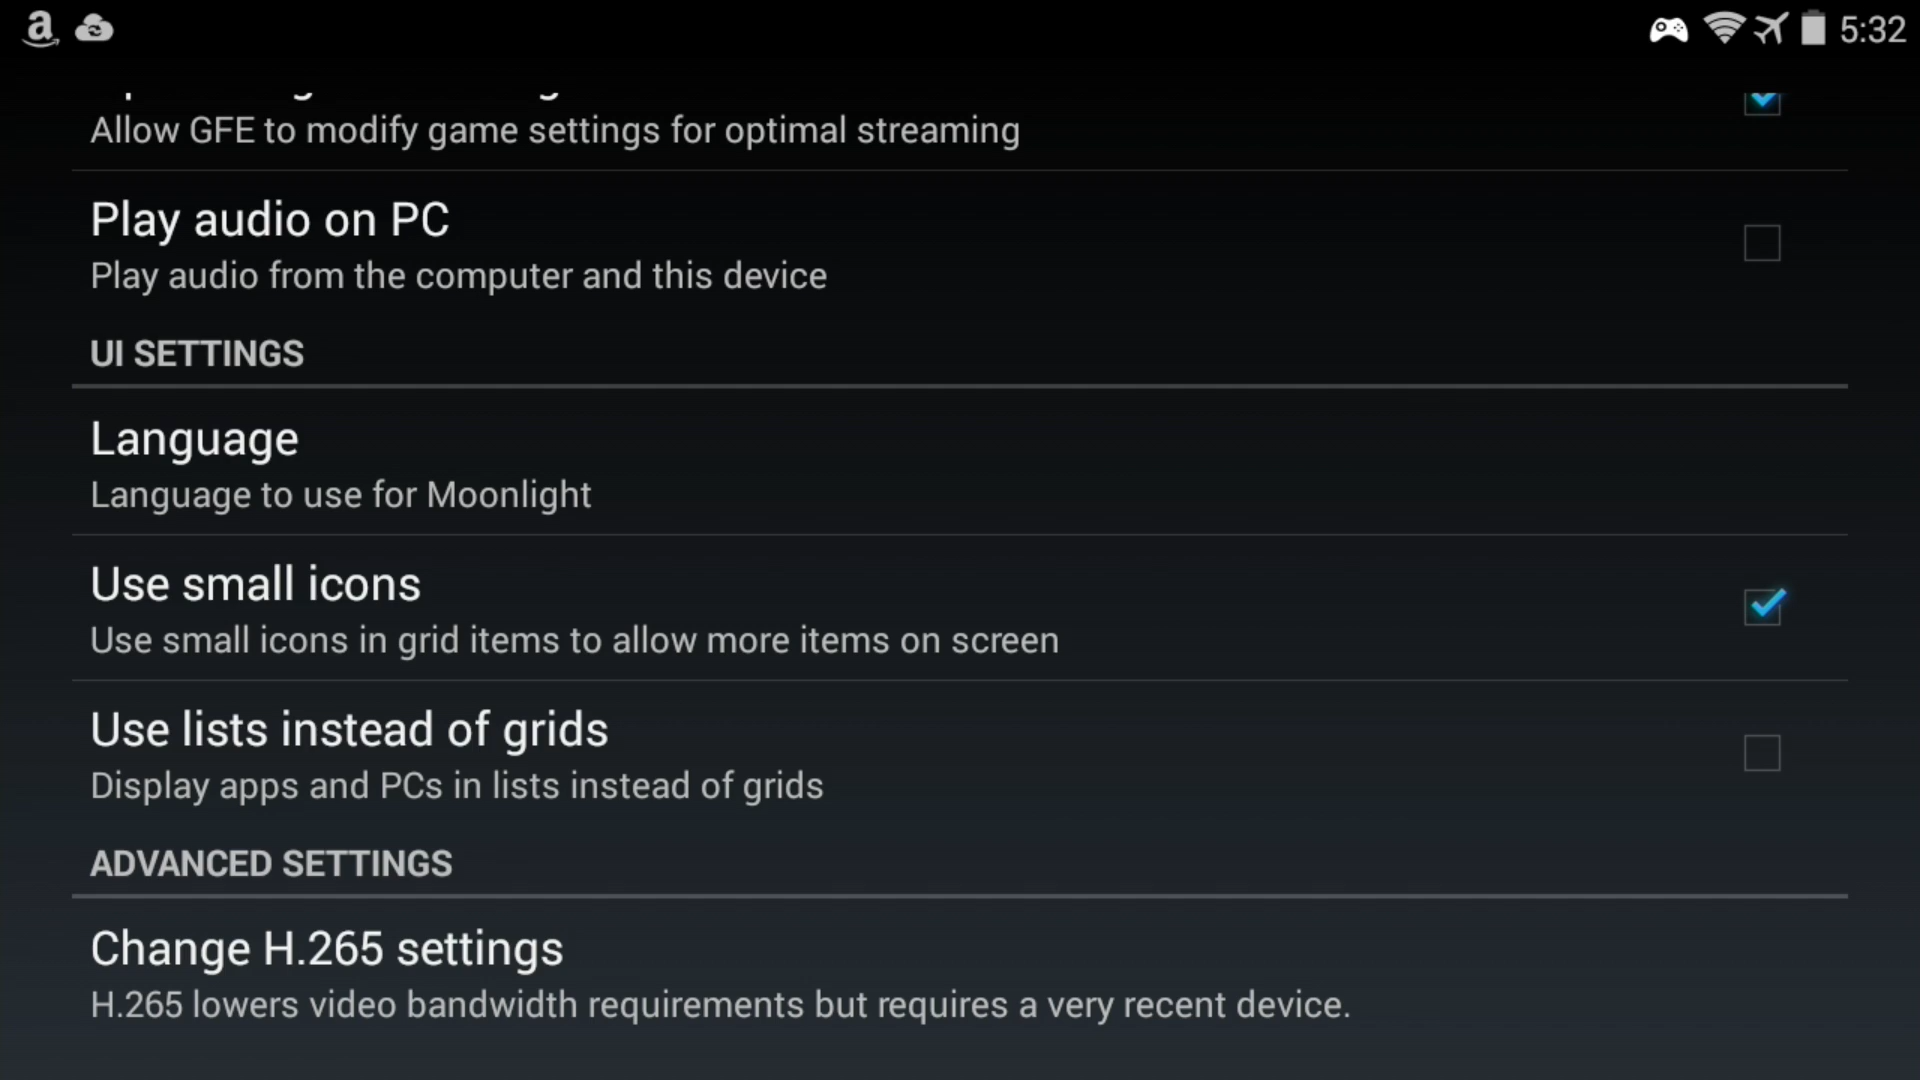 5:32
Allow GFE to modify game settings for optimal streaming
Play audio on PC
Play audio from the computer and this device
UI SETTINGS
Language
Language to use for Moonlight
Use small icons
Use small icons in grid items to allow more items on screen
Use lists instead of grids
Display apps and PCs in lists instead of grids
ADVANCED SETTINGS
Change H.265 settings
H.265 lowers video bandwidth requirements but requires a very recent device.